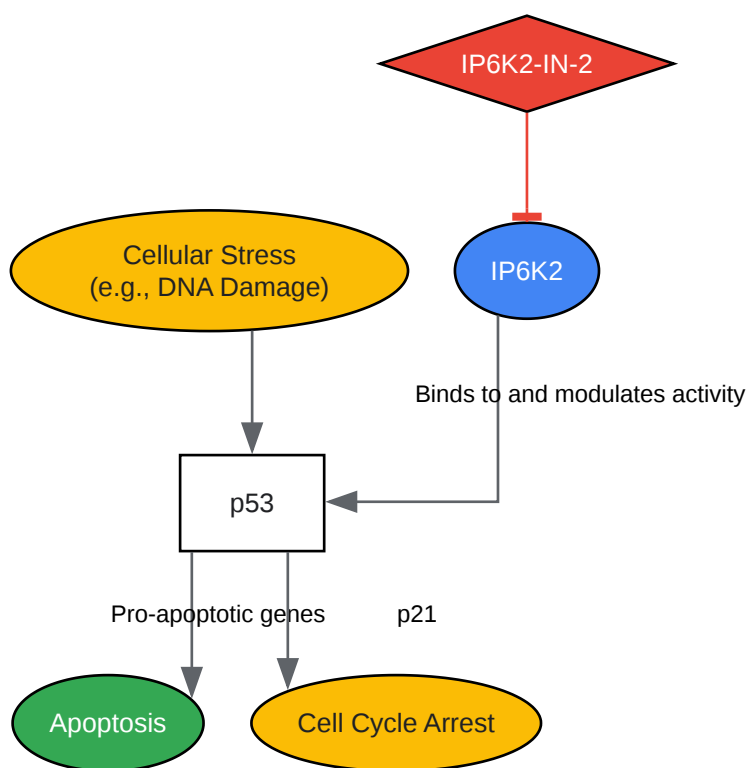 IP6K2-IN-2
Cellular Stress
(e.g., DNA Damage)
IP6K2
Binds to and modulates activity
p53
Pro-apoptotic genes
p21
Apoptosis
Cell Cycle Arrest